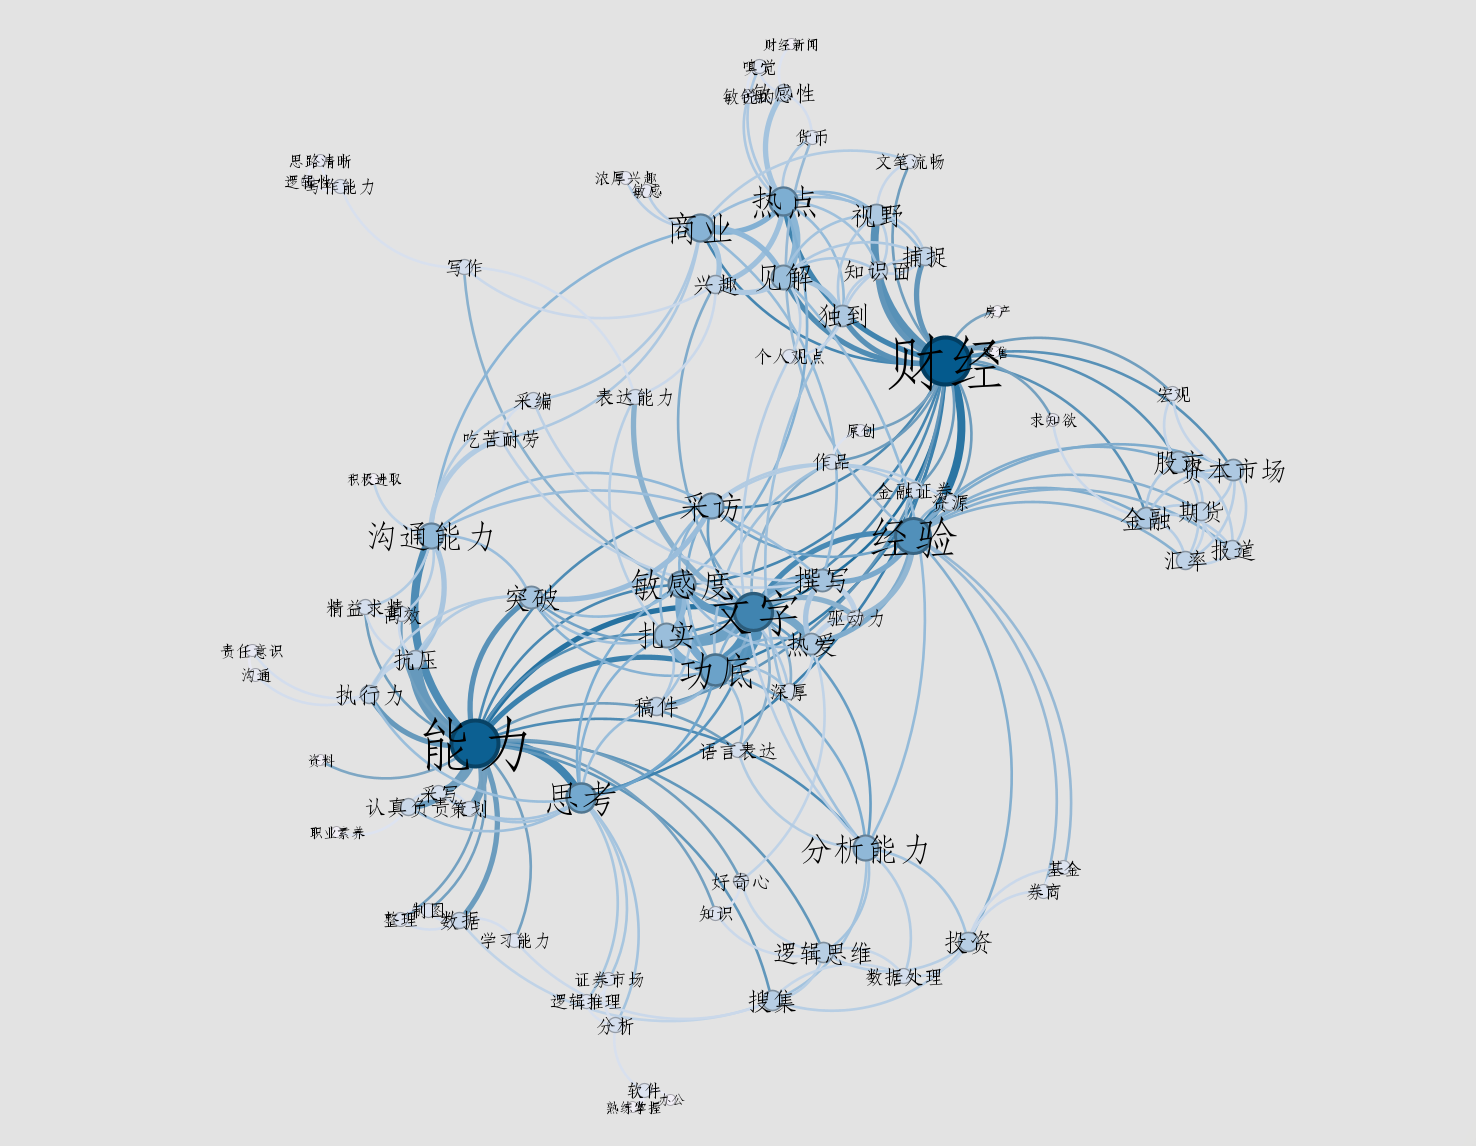 财经新闻
嗅觉
敏锐的
敏感性
货币
思路清晰
文笔流畅
逻辑性
写作能力
浓厚兴趣
敏感
热点
商业
视野
捕捉
写作
知识面
见解
兴趣
房产
独到
零售
个人观点
财经
宏观
采编
表达能力
求知欲
原创
吃苦耐劳
作品
股市
资本市场
积极进取
金融证券
资源
采访
期货
金融
沟通能力
经验
报道
汇率
敏感度
撰写
突破
精益求精
高效
文字
驱动力
扎实
热爱
责任意识
抗压
沟通
功底
执行力
深厚
稿件
能力
语言表达
资料
采写
思考
认真负责
策划
职业素养
分析能力
基金
好奇心
券商
制图
知识
整理
数据
学习能力
投资
逻辑思维
数据处理
证券市场
逻辑推理
搜集
分析
软件
办公
熟练掌握